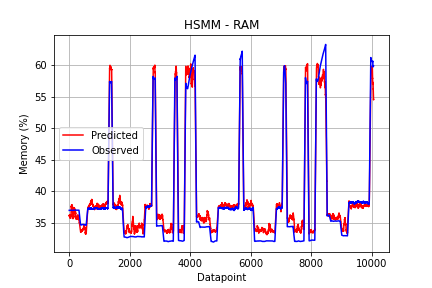 HSMM - RAM
Memory (%)
60
55
50
45
40
35
Predicted
Observed
0
2000
4000
6000
8000
10000
Datapoint